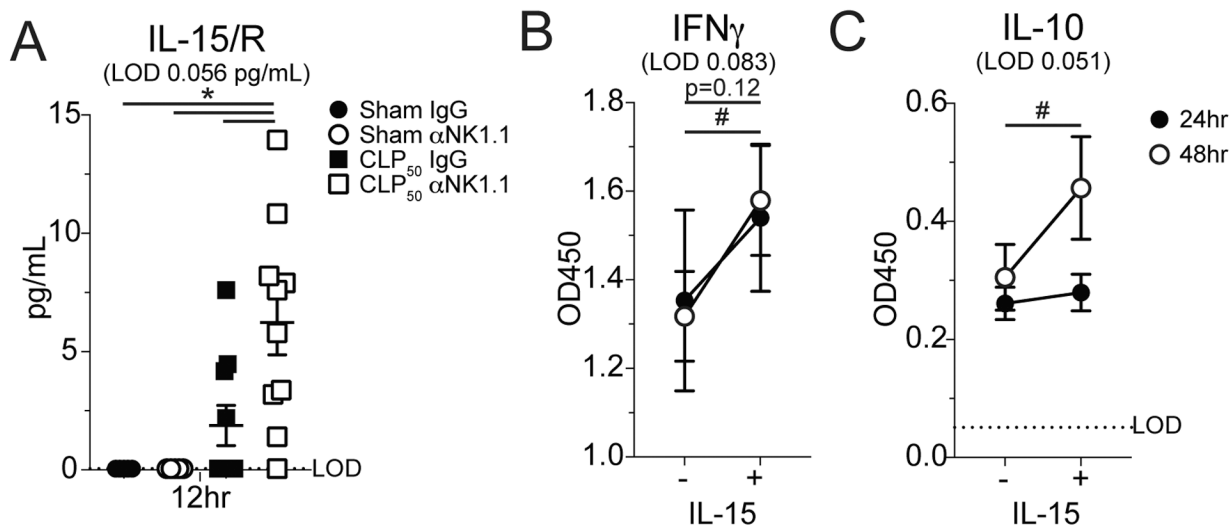 A
IL-15/R
(LOD 0.056 pg/mL)
*
15
10
5
0
pg/mL
LOD
12hr
Sham IgG
Sham αNK1.1
CLP50 IgG
CLP50 αNK1.1
B
IFNγ
(LOD 0.083)
p=0.12
#
1.8
1.6
1.4
1.2
1.0
OD450
- +
IL-15
C
IL-10
(LOD 0.051)
#
0.6
0.4
0.2
0.0
OD450
LOD
- +
IL-15
24hr
48hr